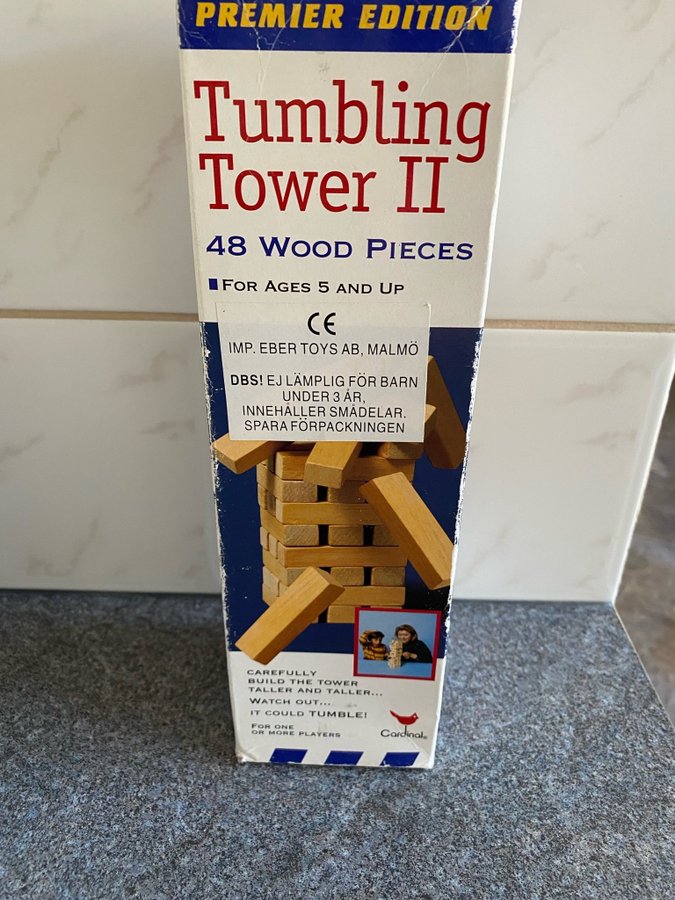 PREMIER EDITION
Tumbling
Tower II
48 WOOD PIECES
FOR AGES 5 AND UP
CE
IMP. EBER TOYS AB, MALMÖ
DBS! EJ LÄMPLIG FÖR BARN
UNDER 3 ÅR,
INNEHÅLLER SMÅDELAR.
SPARA FÖRPACKNINGEN
CAREFULLY
BUILD THE TOWER
TALLER AND TALLER...
WATCH OUT...
IT COULD TUMBLE!
FOR ONE
OR MORE PLAYERS
Cardinal®